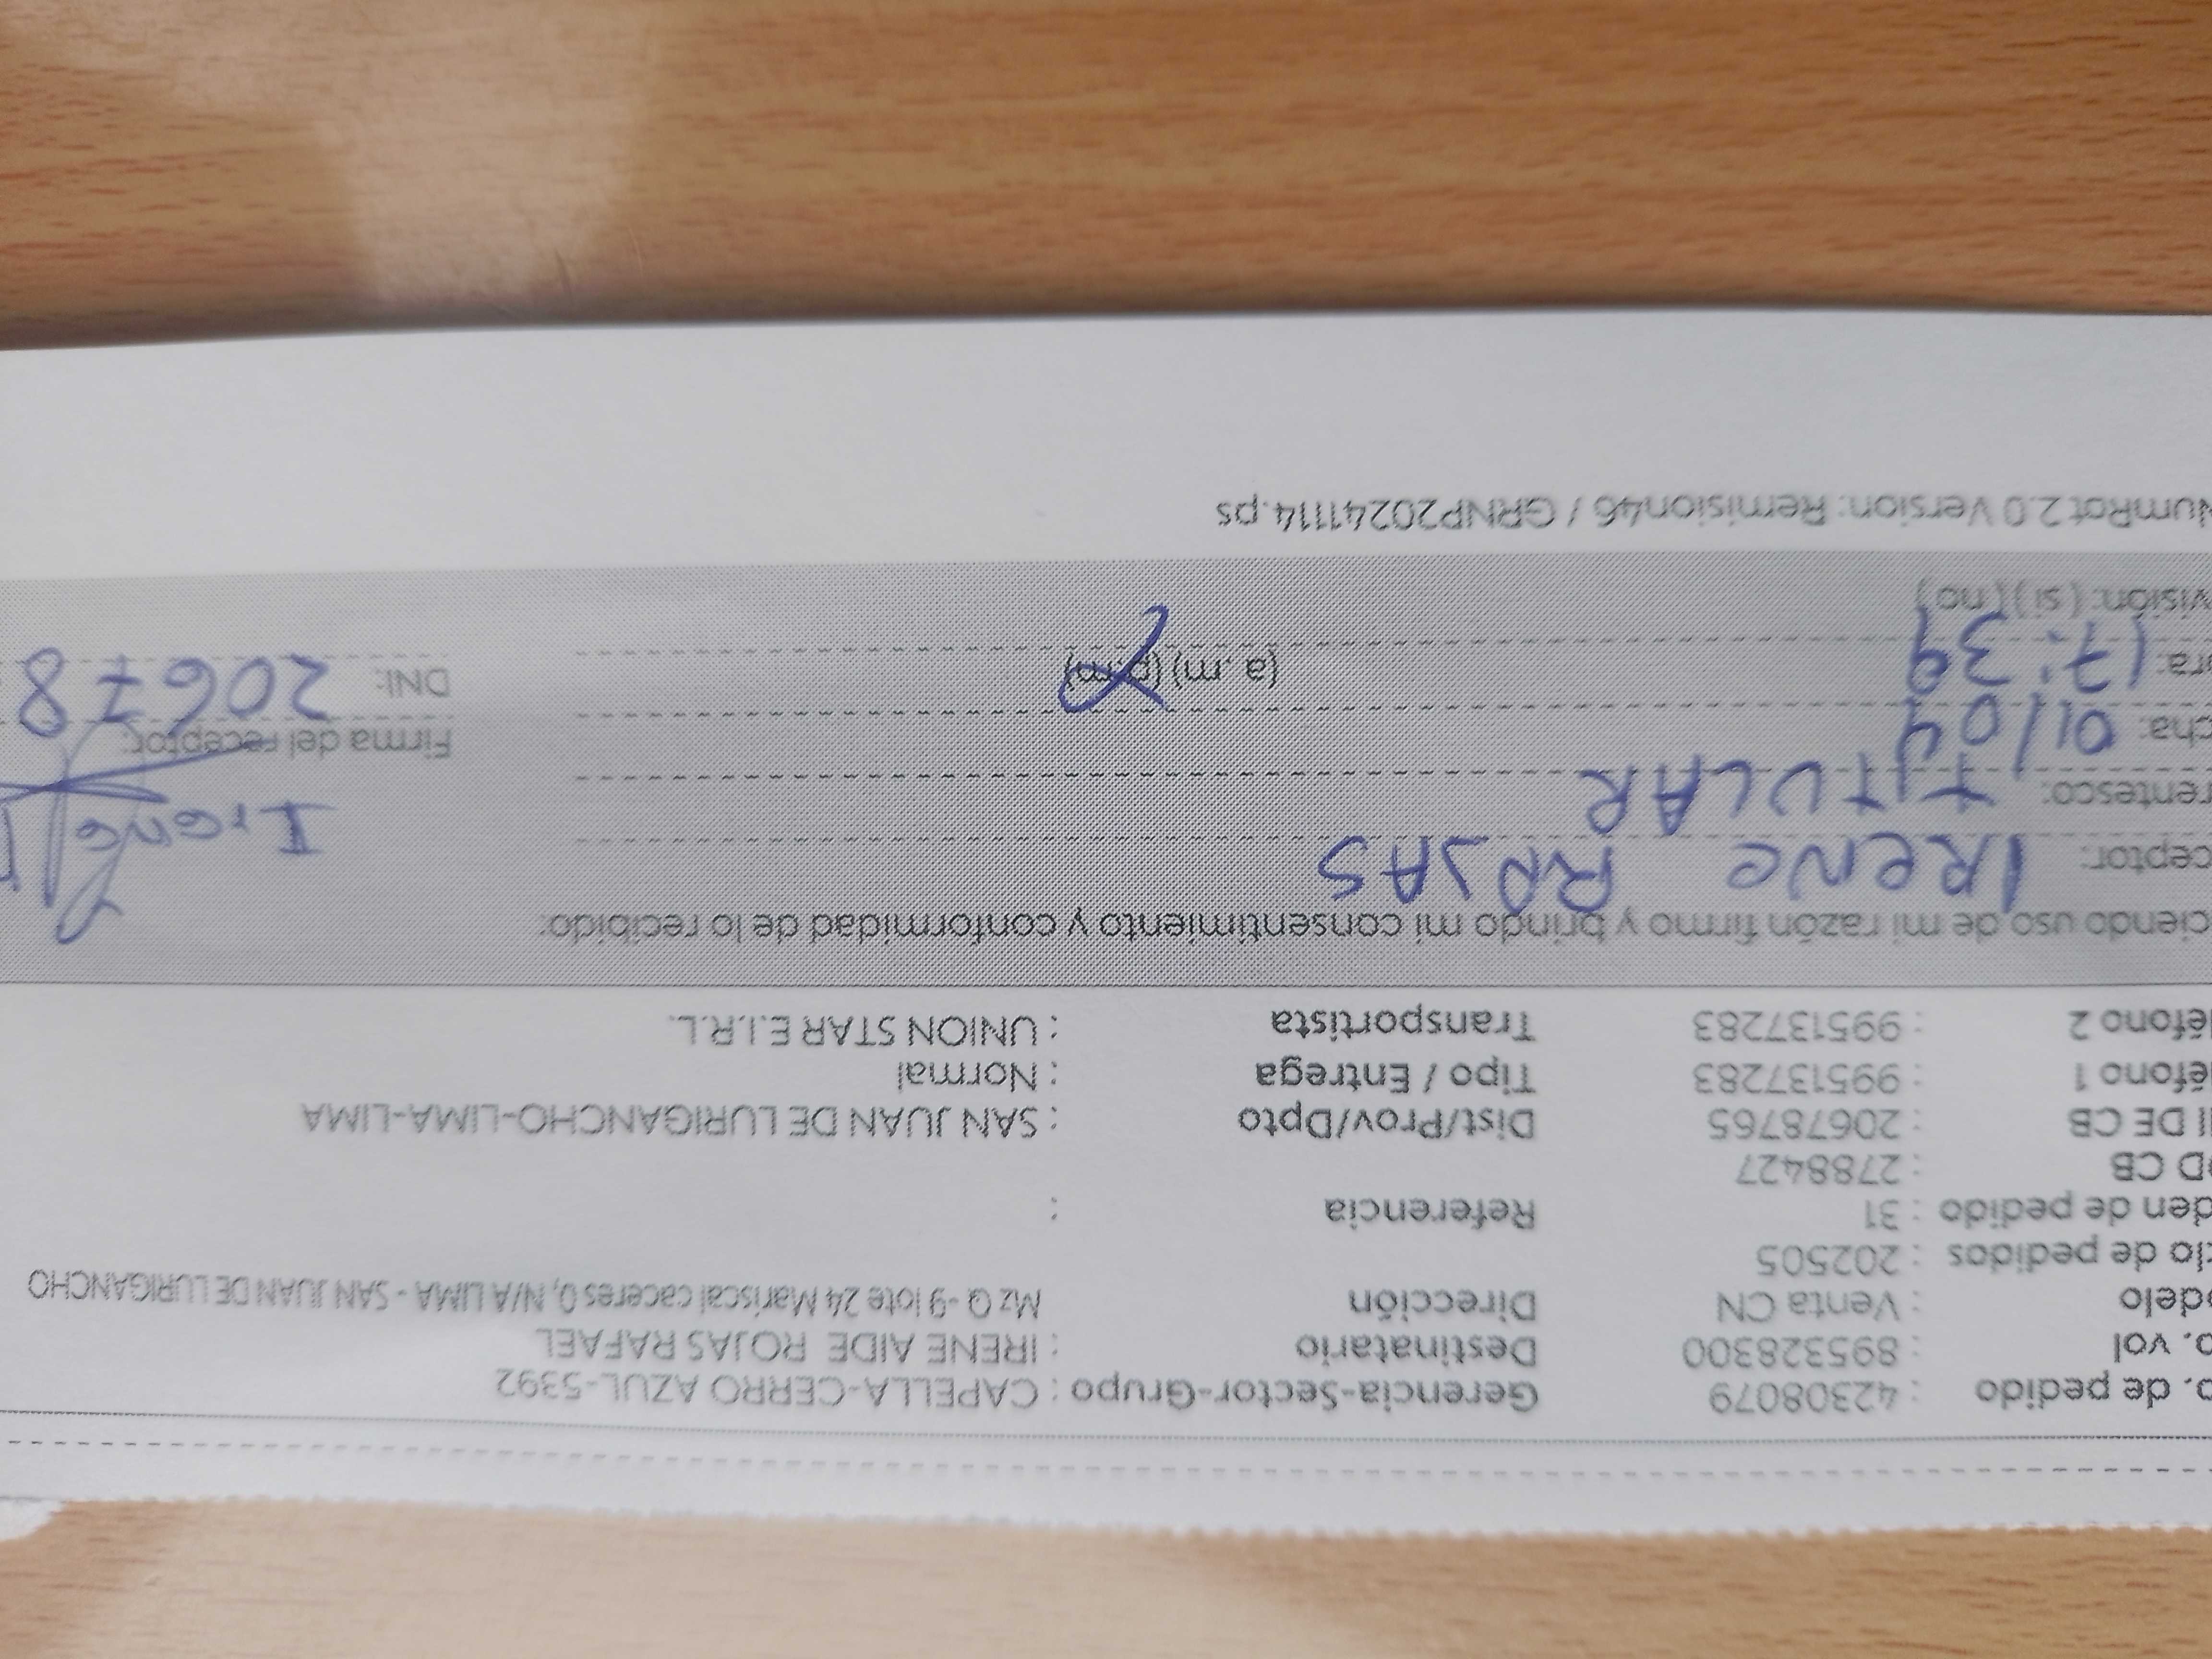 o. de pedido : 42308079 Gerencia-Sector-Grupo : CAPELLA-CERRO AZUL-5392
o. vol : 895328300 Destinatario : IRENE AIDE ROJAS RAFAEL
odelo : Venta CN Dirección Mz Q -9 lote 24 Mariscal caceres 0, N/A LIMA - SAN JUAN DE LURIGANCHO
clo de pedidos : 202505
den de pedido : 31 Referencia :
OD CB : 2788427
II DE CB : 20678765 Dist/Prov/Dpto : SAN JUAN DE LURIGANCHO-LIMA-LIMA
léfono 1 : 995137283 Tipo / Entrega : Normal
léfono 2 : 995137283 Transportista : UNION STAR E.I.R.L.
ciendo uso de mi razón firmo y brindo mi consentimiento y conformidad de lo recibido:
ceptor: IRENE ROJAS
rentesco: TITULAR Irene
cha: 01/04 Firma del receptor:
ora: 17:39 (a.m) (p.m) DNI: 20678
visión: (si) (no)
NumRot 2.0 Version: Remision46 / GRNP20241114.ps